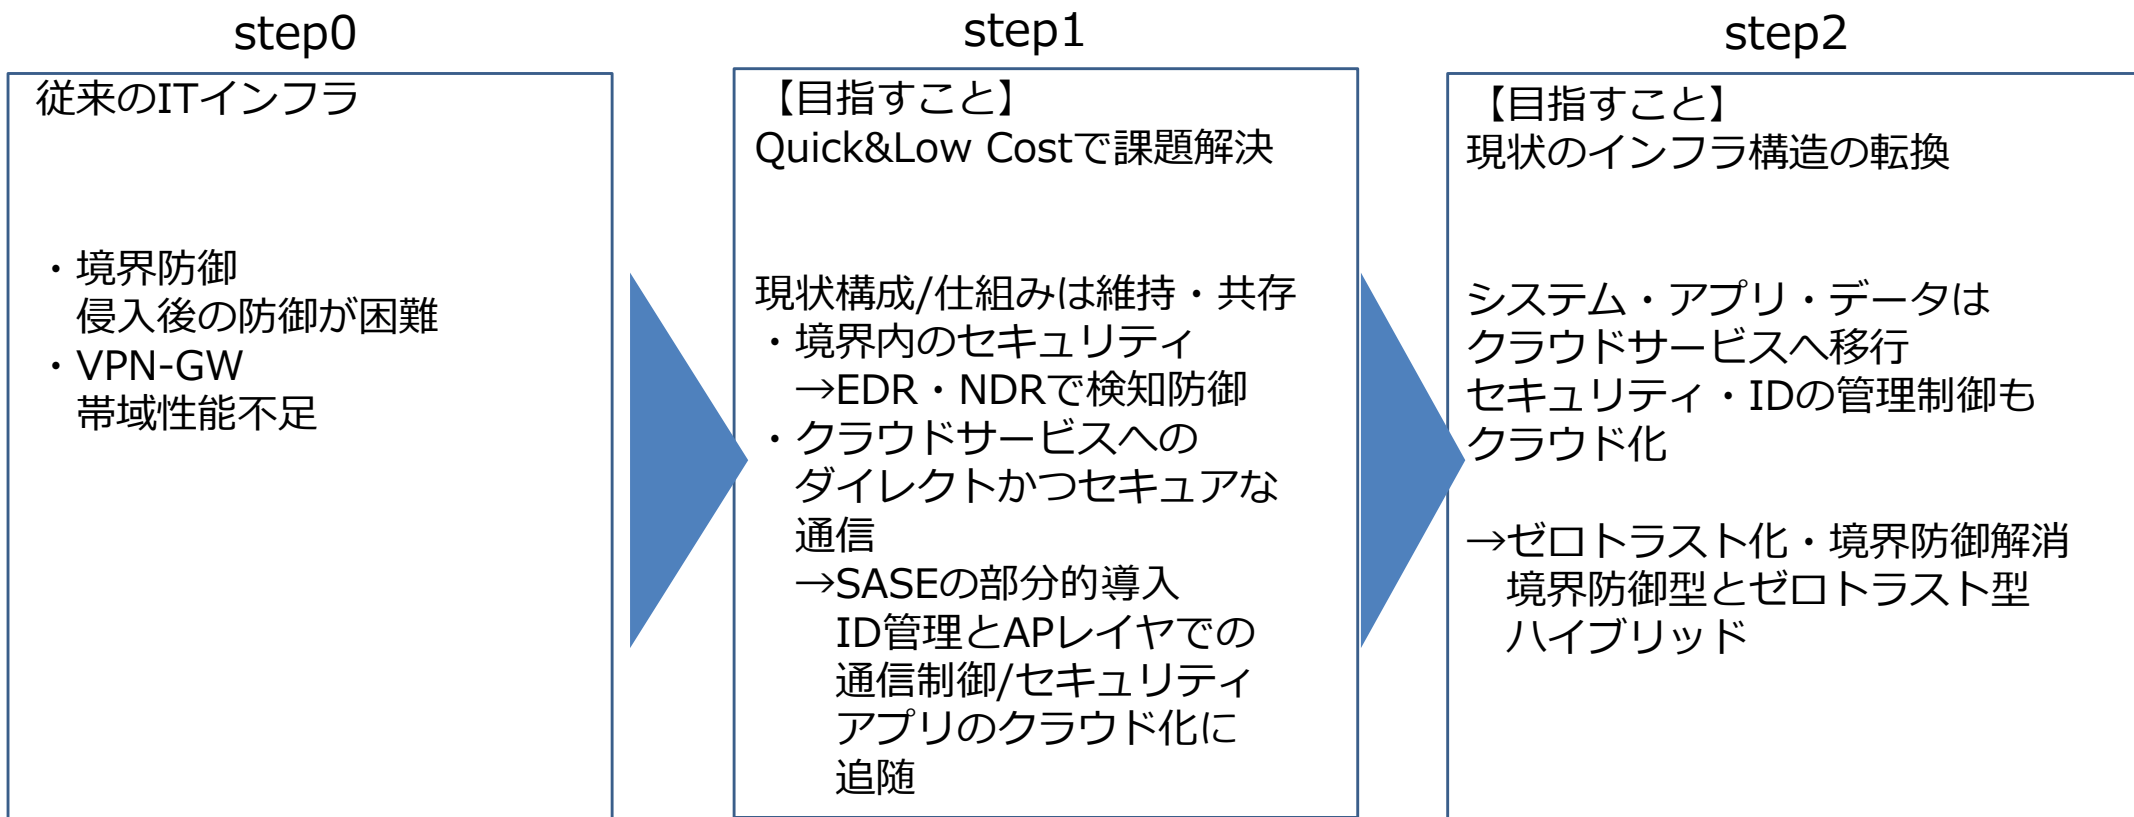 step0
従来のITインフラ
・境界防御
侵入後の防御が困難
・VPN-GW
帯域性能不足
step1
【目指すこと】
Quick&Low Costで課題解決
現状構成/仕組みは維持・共存
・境界内のセキュリティ
→EDR・NDRで検知防御
・クラウドサービスへの
ダイレクトかつセキュアな
通信
→SASEの部分的導入
ID管理とAPレイヤでの
通信制御/セキュリティ
アプリのクラウド化に
追随
step2
【目指すこと】
現状のインフラ構造の転換
システム・アプリ・データは
クラウドサービスへ移行
セキュリティ・IDの管理制御も
クラウド化
→ゼロトラスト化・境界防御解消
境界防御型とゼロトラスト型
ハイブリッド